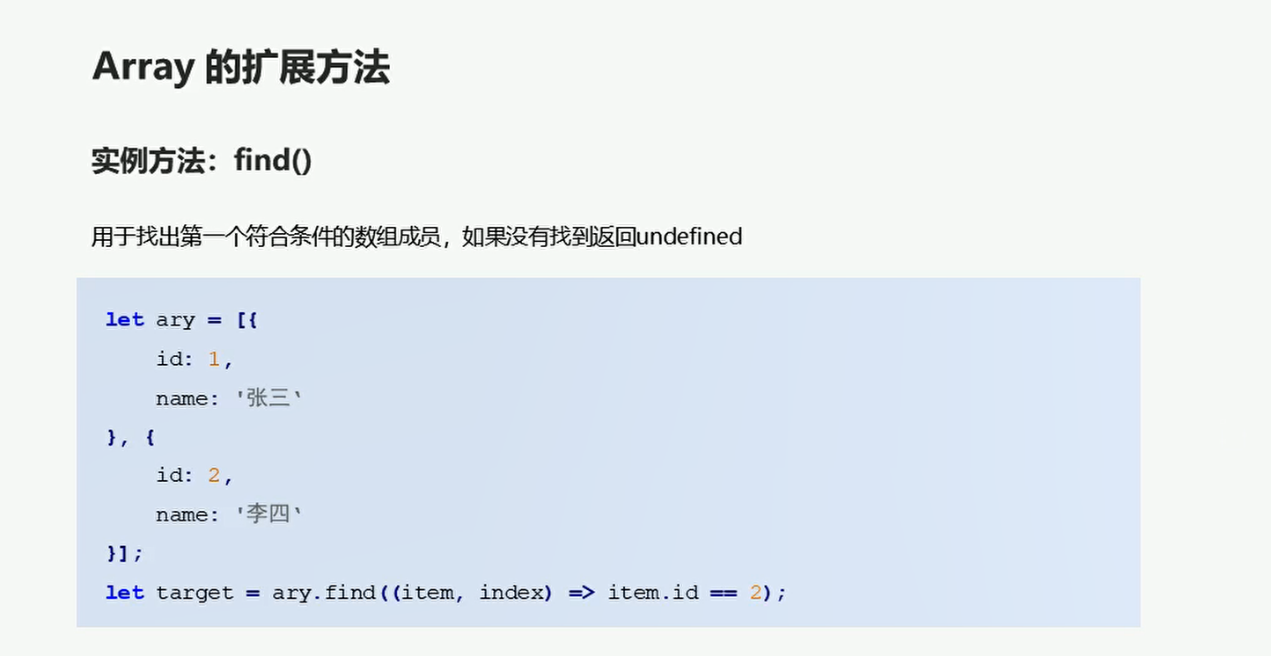 Array 的扩展方法
实例方法：find()
用于找出第一个符合条件的数组成员，如果没有找到返回undefined
let ary = [{
    id: 1,
    name: '张三‘
}, {
    id: 2,
    name: '李四‘
}];
let target = ary.find((item, index) => item.id == 2);